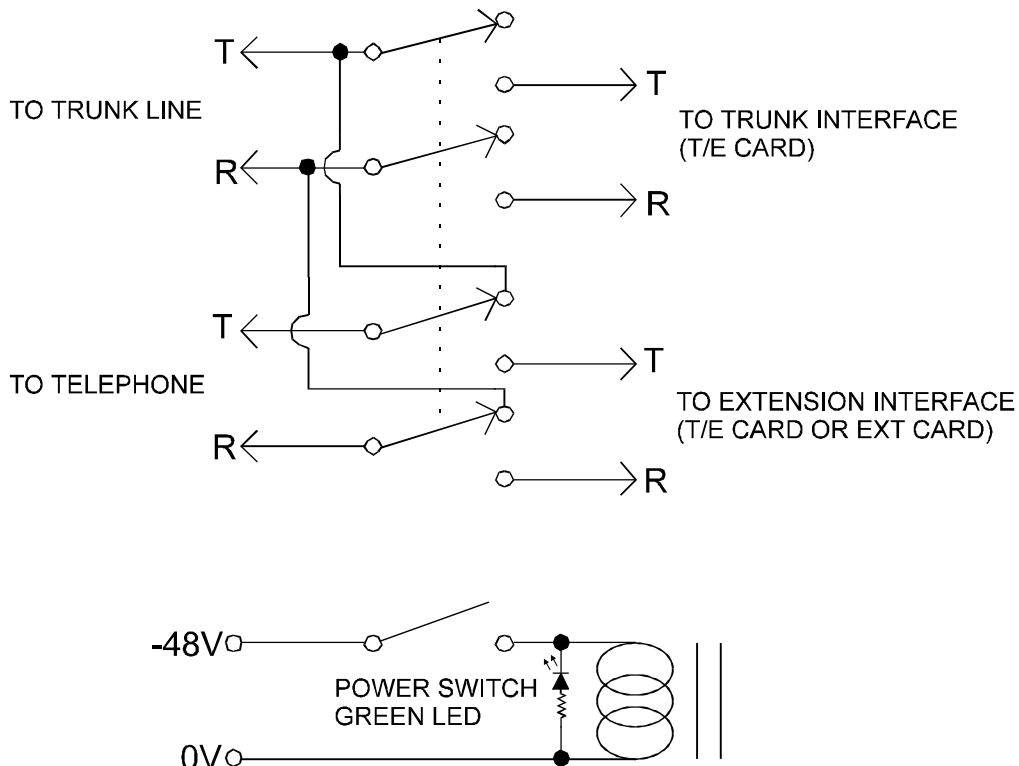 T
TO TRUNK LINE
R
T
TO TRUNK INTERFACE
(T/E CARD)
R
T
TO TELEPHONE
R
T
TO EXTENSION INTERFACE
(T/E CARD OR EXT CARD)
R
-48V
POWER SWITCH
GREEN LED
0V